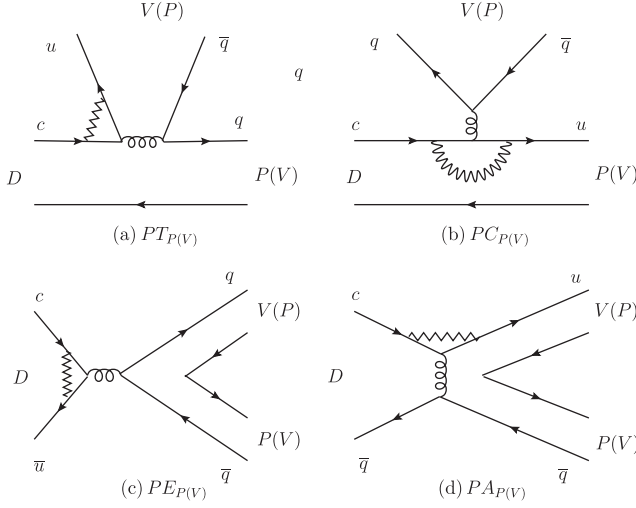 V(P)
u
q̅
q
c
q
D
P(V)
(a) PT_{P(V)}
V(P)
q
q̅
c
u
D
P(V)
(b) PC_{P(V)}
c
q
V(P)
D
P(V)
u̅
q̅
(c) PE_{P(V)}
c
u
V(P)
D
P(V)
q̅
q̅
(d) PA_{P(V)}